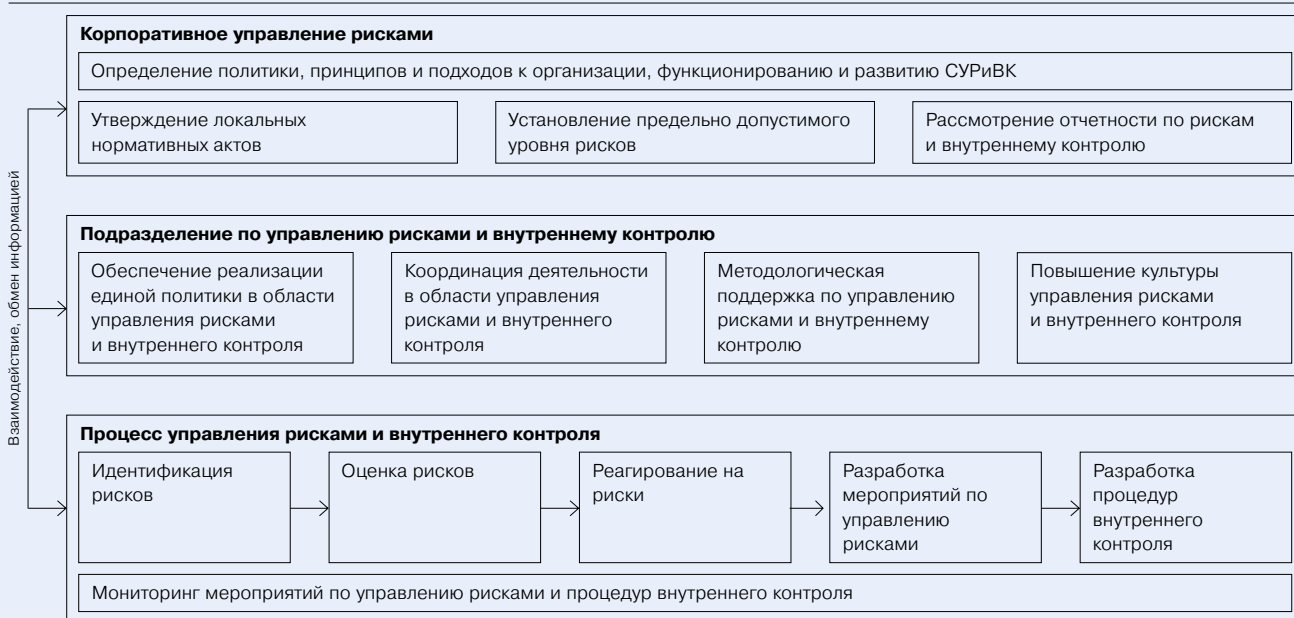 Взаимодействие, обмен информацией
Корпоративное управление рисками
Определение политики, принципов и подходов к организации, функционированию и развитию СУРиВК
Утверждение локальных
нормативных актов
Установление предельно допустимого
уровня рисков
Рассмотрение отчетности по рискам
и внутреннему контролю
Подразделение по управлению рисками и внутреннему контролю
Обеспечение реализации
единой политики в области
управления рисками
и внутреннего контроля
Координация деятельности
в области управления
рисками и внутреннего
контроля
Методологическая
поддержка по управлению
рисками и внутреннему
контролю
Повышение культуры
управления рисками
и внутреннего контроля
Процесс управления рисками и внутреннего контроля
Идентификация
рисков
Оценка рисков
Реагирование на
риски
Разработка
мероприятий по
управлению
рисками
Разработка
процедур
внутреннего
контроля
Мониторинг мероприятий по управлению рисками и процедур внутреннего контроля